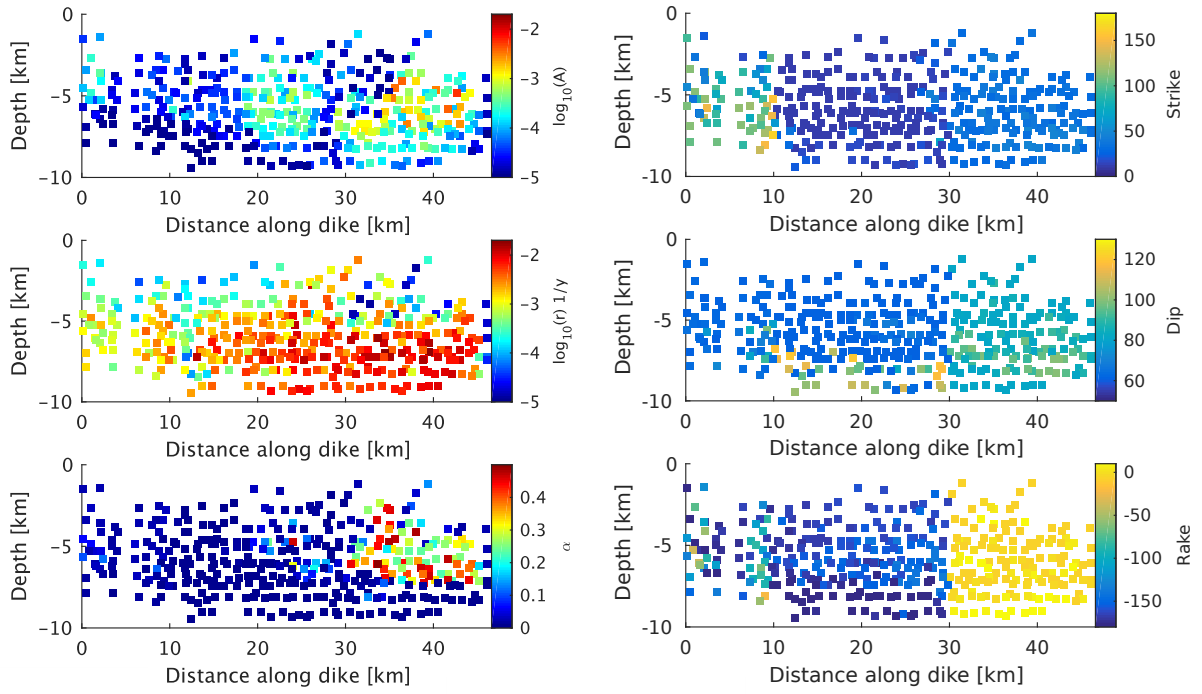 0
−5
−10
Depth [km]
0 10 20 30 40
Distance along dike [km]
−2
−3
−4
−5
log10(A)
0
−5
−10
Depth [km]
0 10 20 30 40
Distance along dike [km]
150
100
50
0
Strike
0
−5
−10
Depth [km]
0 10 20 30 40
Distance along dike [km]
−2
−3
−4
−5
log10(r) 1/y
0
−5
−10
Depth [km]
0 10 20 30 40
Distance along dike [km]
120
100
80
60
Dip
0
−5
−10
Depth [km]
0 10 20 30 40
Distance along dike [km]
0.4
0.3
0.2
0.1
0
α
0
−5
−10
Depth [km]
0 10 20 30 40
Distance along dike [km]
0
−50
−100
−150
Rake